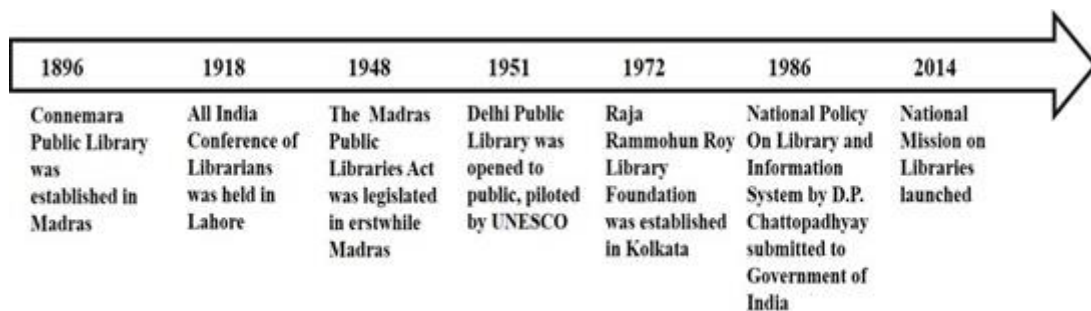 1896
Connemara
Public Library
was
established in
Madras
1918
All India
Conference of
Librarians
was held in
Lahore
1948
The Madras
Public
Libraries Act
was legislated
in erstwhile
Madras
1951
Delhi Public
Library was
opened to
public, piloted
by UNESCO
1972
Raja
Rammohun Roy
Library
Foundation
was established
in Kolkata
1986
National Policy
On Library and
Information
System by D.P.
Chattopadhyay
submitted to
Government of
India
2014
National
Mission on
Libraries
launched